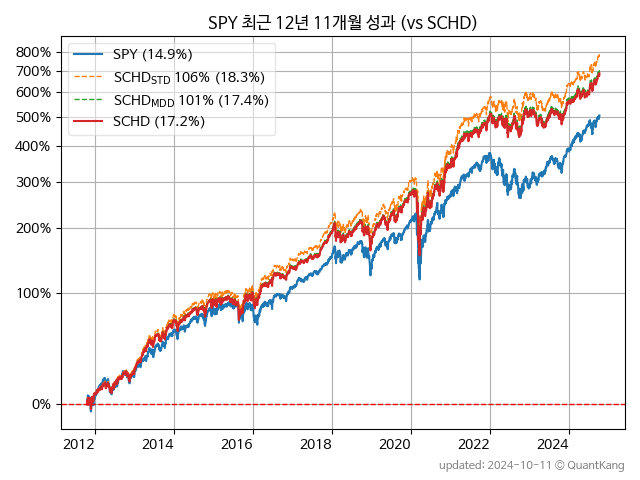 SPY 최근 12년 11개월 성과 (vs SCHD)
SPY (14.9%)
SCHD_STD 106% (18.3%)
SCHD_MDD 101% (17.4%)
SCHD (17.2%)
800%
700%
600%
500%
400%
300%
200%
100%
0%
2012 2014 2016 2018 2020 2022 2024
updated: 2024-10-11 © QuantKang